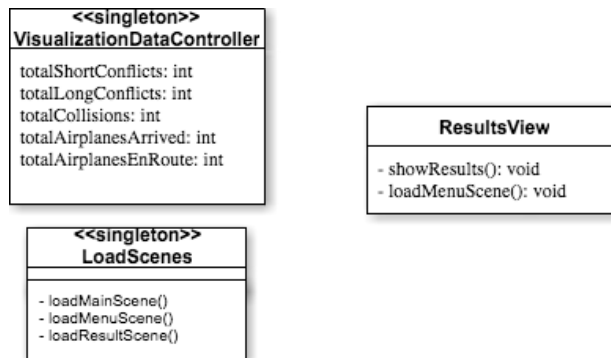 <<singleton>>
VisualizationDataController
totalShortConflicts: int
totalLongConflicts: int
totalCollisions: int
totalAirplanesArrived: int
totalAirplanesEnRoute: int
ResultsView
- showResults(): void
- loadMenuScene(): void
<<singleton>>
LoadScenes
- loadMainScene()
- loadMenuScene()
- loadResultScene()